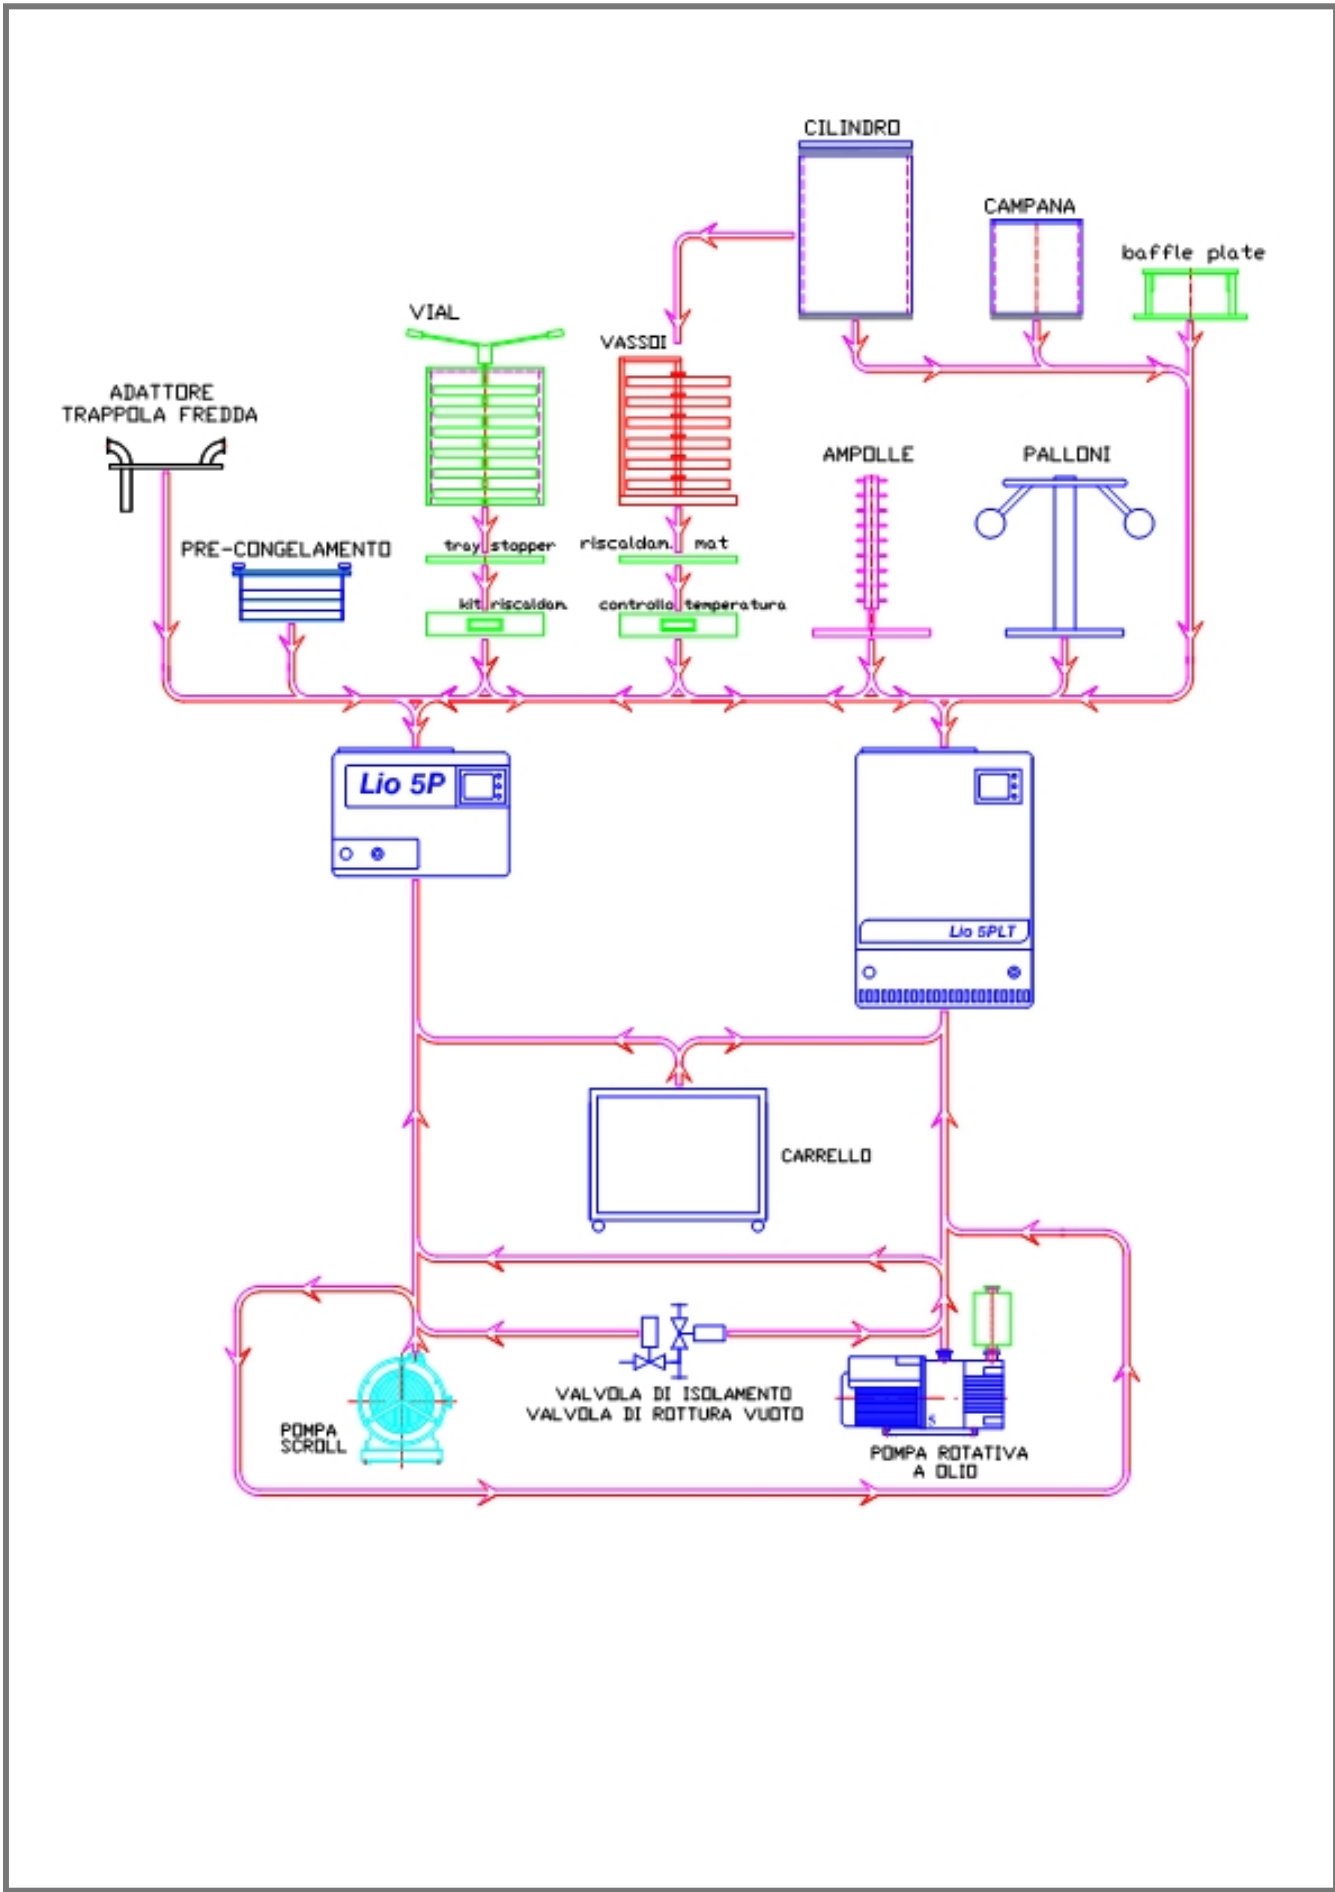 CILINDRO
CAMPANA
baffle plate
VIAL
VASSOI
ADATTORE
TRAPPOLA FREDDA
AMPOLLE
PALLONI
PRE-CONGELAMENTO
tray stopper
riscaldam. mat
kit riscaldam.
controllo temperatura
Lio 5P
Lio 5PLT
CARRELLO
VALVOLA DI ISOLAMENTO
VALVOLA DI ROTTURA VUOTO
POMPA
SCROLL
5
POMPA ROTATIVA
A OLIO